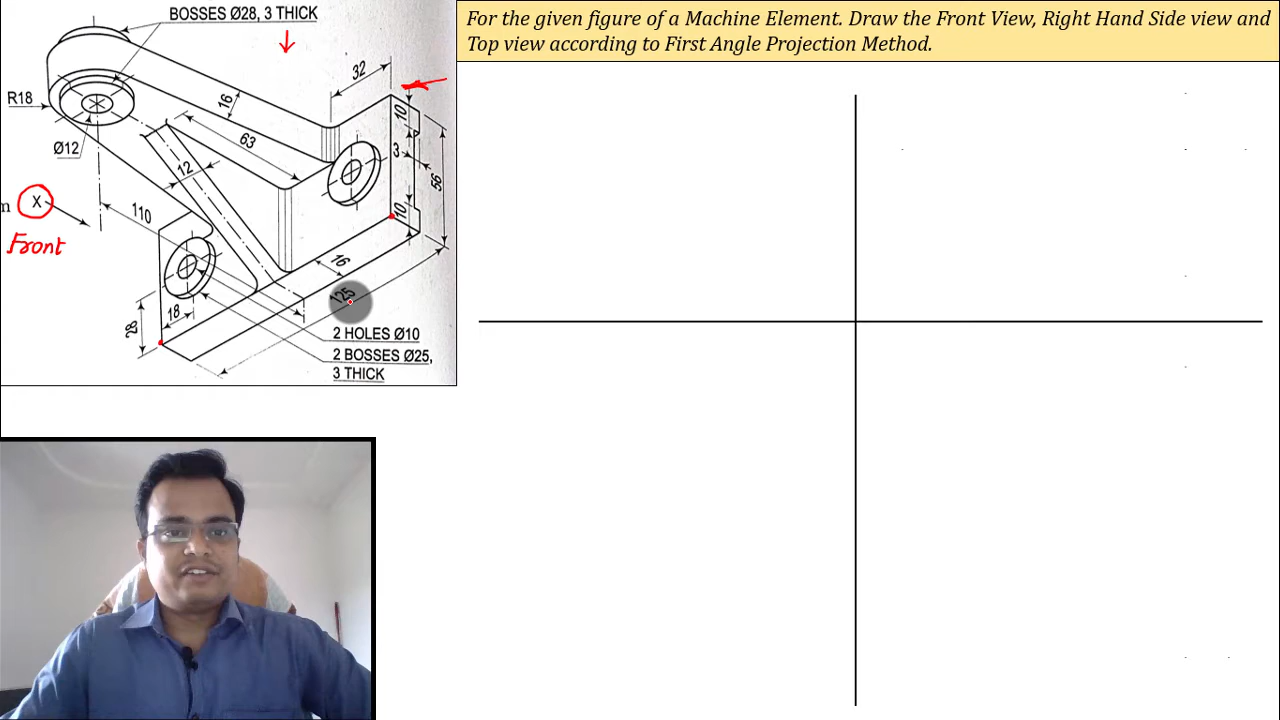 For the given figure of a Machine Element. Draw the Front View, Right Hand Side view and
Top view according to First Angle Projection Method.
BOSSES Ø28, 3 THICK
32
R18
16
10
63
Ø12
3
12
56
X
10
110
Front
16
125
18
28
2 HOLES Ø10
2 BOSSES Ø25,
3 THICK